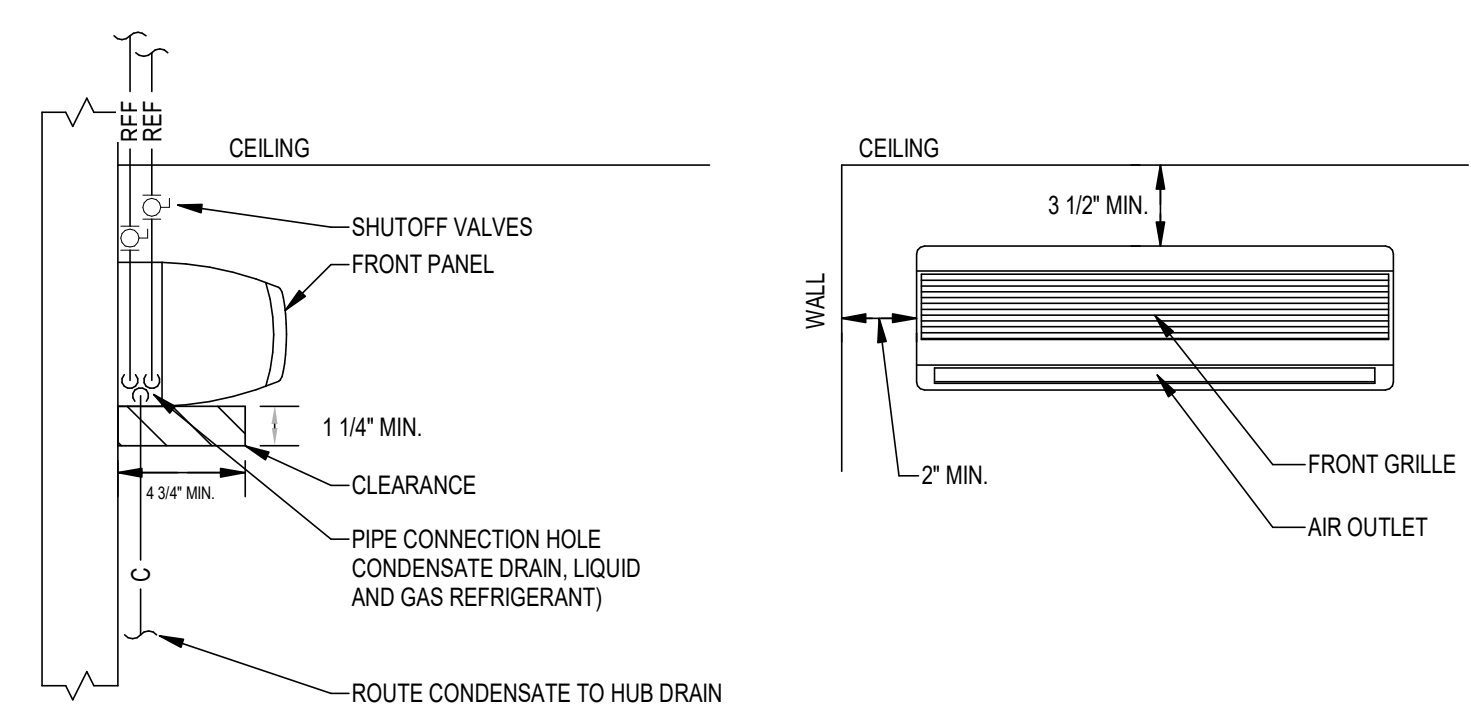 REF
REF
CEILING
SHUTOFF VALVES
FRONT PANEL
1 1/4" MIN.
4 3/4" MIN.
CLEARANCE
PIPE CONNECTION HOLE
CONDENSATE DRAIN, LIQUID
AND GAS REFRIGERANT)
C
ROUTE CONDENSATE TO HUB DRAIN
CEILING
3 1/2" MIN.
WALL
2" MIN.
FRONT GRILLE
AIR OUTLET